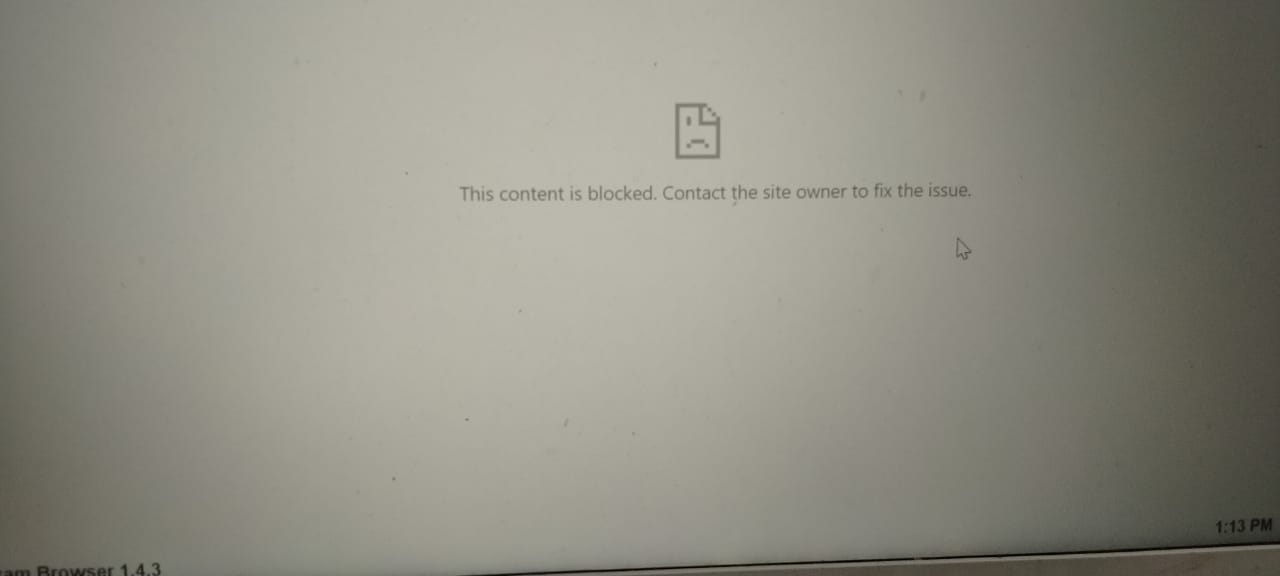 This content is blocked. Contact the site owner to fix the issue.
1:13 PM
Browser 1.4.3